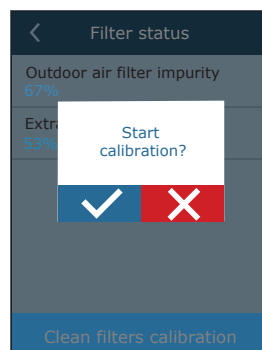 Filter status
Outdoor air filter impurity
67%
Extra
53%
Start
calibration?
Clean filters calibration